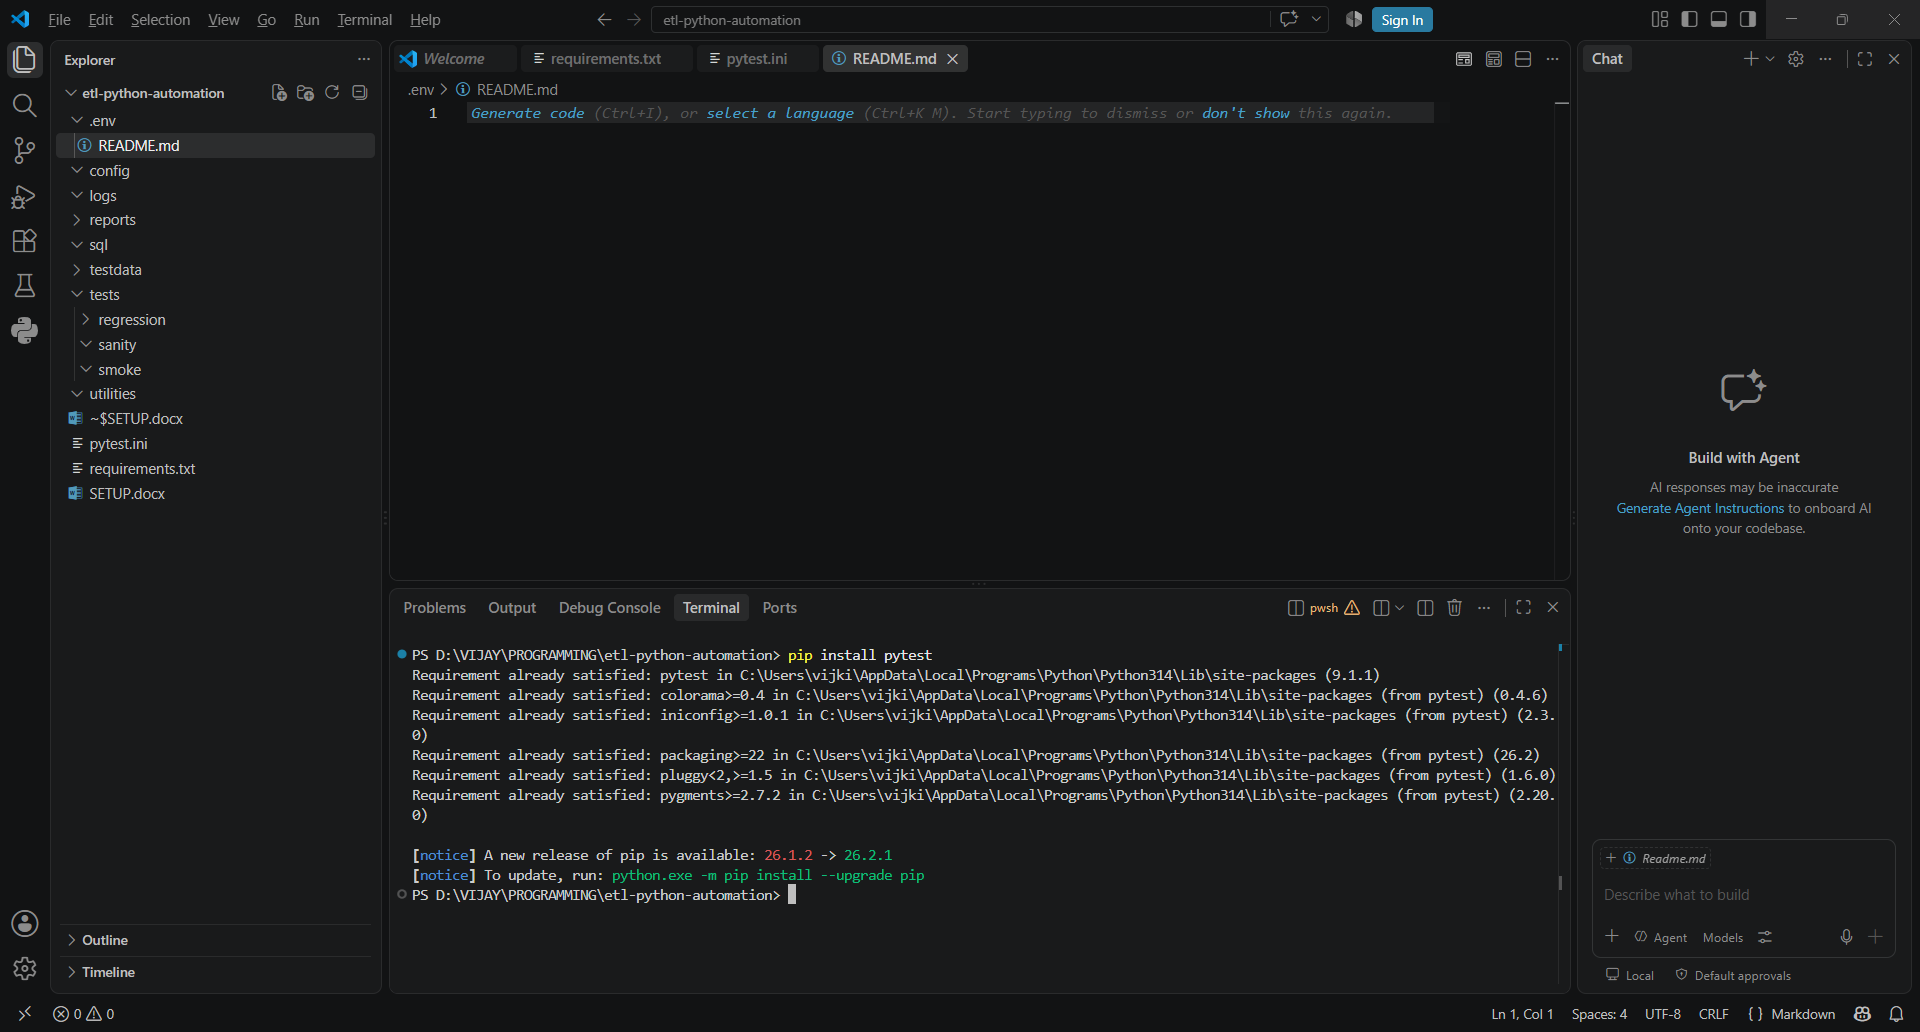 File Edit Selection View Go Run Terminal Help
etl-python-automation
Sign In
Explorer
etl-python-automation
.env
README.md
config
logs
reports
sql
testdata
tests
regression
sanity
smoke
utilities
~$SETUP.docx
pytest.ini
requirements.txt
SETUP.docx
Outline
Timeline
Welcome requirements.txt pytest.ini README.md
.env > README.md
1 Generate code (Ctrl+I), or select a language (Ctrl+K M). Start typing to dismiss or don't show this again.
Problems Output Debug Console Terminal Ports
pwsh
PS D:\VIJAY\PROGRAMMING\etl-python-automation> pip install pytest
Requirement already satisfied: pytest in C:\Users\vijki\AppData\Local\Programs\Python\Python314\Lib\site-packages (9.1.1)
Requirement already satisfied: colorama>=0.4 in C:\Users\vijki\AppData\Local\Programs\Python\Python314\Lib\site-packages (from pytest) (0.4.6)
Requirement already satisfied: iniconfig>=1.0.1 in C:\Users\vijki\AppData\Local\Programs\Python\Python314\Lib\site-packages (from pytest) (2.3.
0)
Requirement already satisfied: packaging>=22 in C:\Users\vijki\AppData\Local\Programs\Python\Python314\Lib\site-packages (from pytest) (26.2)
Requirement already satisfied: pluggy<2,>=1.5 in C:\Users\vijki\AppData\Local\Programs\Python\Python314\Lib\site-packages (from pytest) (1.6.0)
Requirement already satisfied: pygments>=2.7.2 in C:\Users\vijki\AppData\Local\Programs\Python\Python314\Lib\site-packages (from pytest) (2.20.
0)
[notice] A new release of pip is available: 26.1.2 -> 26.2.1
[notice] To update, run: python.exe -m pip install --upgrade pip
PS D:\VIJAY\PROGRAMMING\etl-python-automation>
Chat
Build with Agent
AI responses may be inaccurate
Generate Agent Instructions to onboard AI
onto your codebase.
Readme.md
Describe what to build
Agent Models
Local Default approvals
0 0
Ln 1, Col 1 Spaces: 4 UTF-8 CRLF { } Markdown